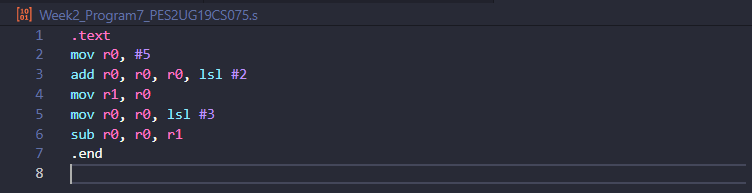 Week2_Program7_PES2UG19CS075.s
1 .text
2 mov r0, #5
3 add r0, r0, r0, lsl #2
4 mov r1, r0
5 mov r0, r0, lsl #3
6 sub r0, r0, r1
7 .end
8